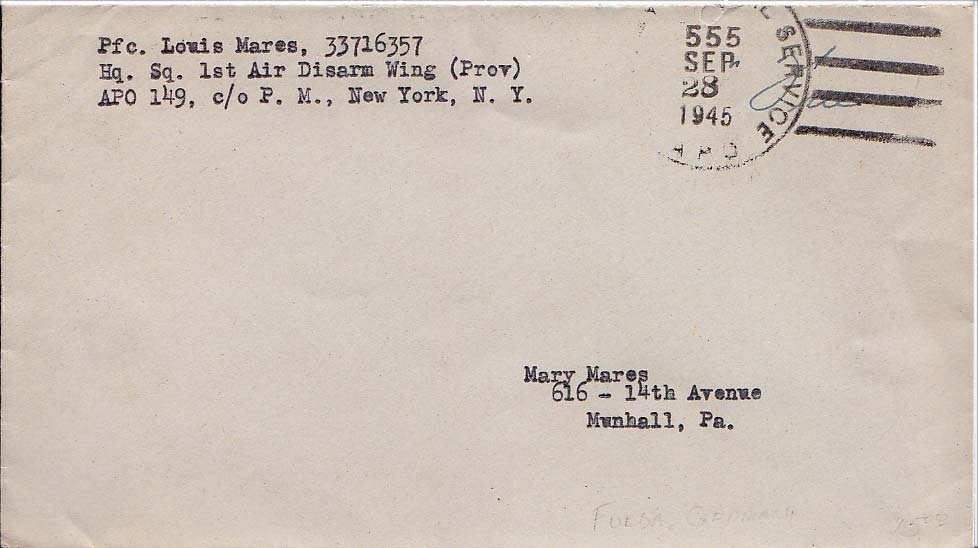 Pfc. Louis Mares, 33716357
Hq. Sq. 1st Air Disarm Wing (Prov)
APO 149, c/o P. M., New York, N. Y.
SERVICE
555
SEP
28
1945
A P O
Mary Mares
616 - 14th Avenue
Munhall, Pa.
FULDA, GERMANY